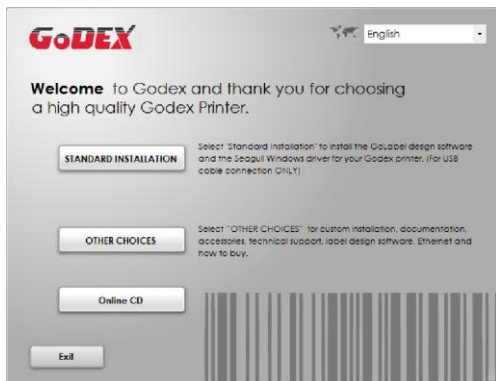 GoDEX
English
Welcome to Godex and thank you for choosing
a high quality Godex Printer.
STANDARD INSTALLATION
Select 'Standard Installation" to install the GoLabel design software
and the Seagull Windows driver for your Godex printer. (For USB
cable connection ONLY)
OTHER CHOICES
Select "OTHER CHOICES" for custom installation, documentation,
accessories, technical support, label design software, Ethernet and
how to buy.
Online CD
Exit